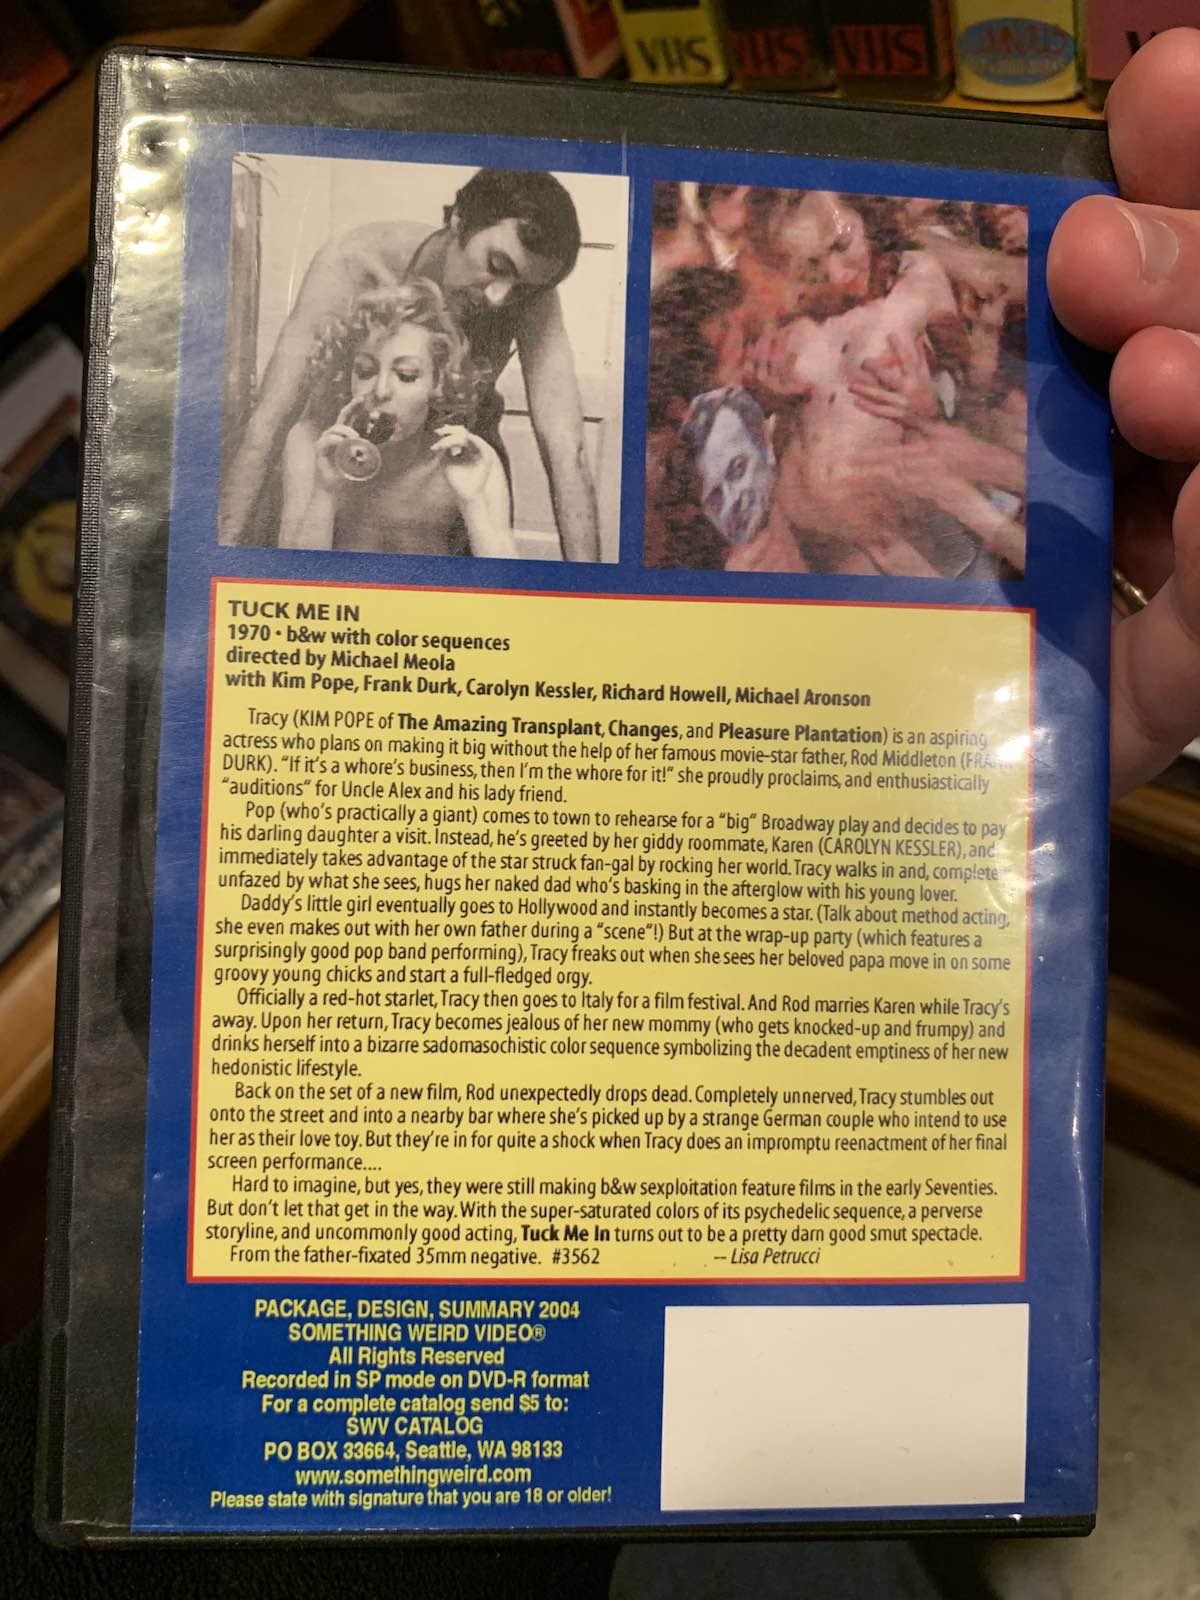 VHS
VHS
VHS
TUCK ME IN
1970 • b&w with color sequences
directed by Michael Meola
with Kim Pope, Frank Durk, Carolyn Kessler, Richard Howell, Michael Aronson
Tracy (KIM POPE of The Amazing Transplant, Changes, and Pleasure Plantation) is an aspiring
actress who plans on making it big without the help of her famous movie-star father, Rod Middleton (FRANK
DURK). "If it's a whore's business, then I'm the whore for it!" she proudly proclaims, and enthusiastically
"auditions" for Uncle Alex and his lady friend.
Pop (who's practically a giant) comes to town to rehearse for a "big" Broadway play and decides to pay
his darling daughter a visit. Instead, he's greeted by her giddy roommate, Karen (CAROLYN KESSLER), and
immediately takes advantage of the star struck fan-gal by rocking her world. Tracy walks in and,
unfazed by what she sees, hugs her naked dad who's basking in the afterglow with his young lover.
Daddy's little girl eventually goes to Hollywood and instantly becomes a star. (Talk about method acting,
she even makes out with her own father during a "scene"!) But at the wrap-up party (which features a
surprisingly good pop band performing), Tracy freaks out when she sees her beloved papa move in on some
groovy young chicks and start a full-fledged orgy.
Officially a red-hot starlet, Tracy then goes to Italy for a film festival. And Rod marries Karen while Tracy's
away. Upon her return, Tracy becomes jealous of her new mommy (who gets knocked-up and frumpy) and
drinks herself into a bizarre sadomasochistic color sequence symbolizing the decadent emptiness of her new
hedonistic lifestyle.
Back on the set of a new film, Rod unexpectedly drops dead. Completely unnerved, Tracy stumbles out
onto the street and into a nearby bar where she's picked up by a strange German couple who intend to use
her as their love toy. But they're in for quite a shock when Tracy does an impromptu reenactment of her final
screen performance....
Hard to imagine, but yes, they were still making b&w sexploitation feature films in the early Seventies.
But don't let that get in the way. With the super-saturated colors of its psychedelic sequence, a perverse
storyline, and uncommonly good acting, Tuck Me In turns out to be a pretty darn good smut spectacle.
From the father-fixated 35mm negative. #3562 -- Lisa Petrucci
PACKAGE, DESIGN, SUMMARY 2004
SOMETHING WEIRD VIDEO®
All Rights Reserved
Recorded in SP mode on DVD-R format
For a complete catalog send $5 to:
SWV CATALOG
PO BOX 33664, Seattle, WA 98133
www.somethingweird.com
Please state with signature that you are 18 or older!